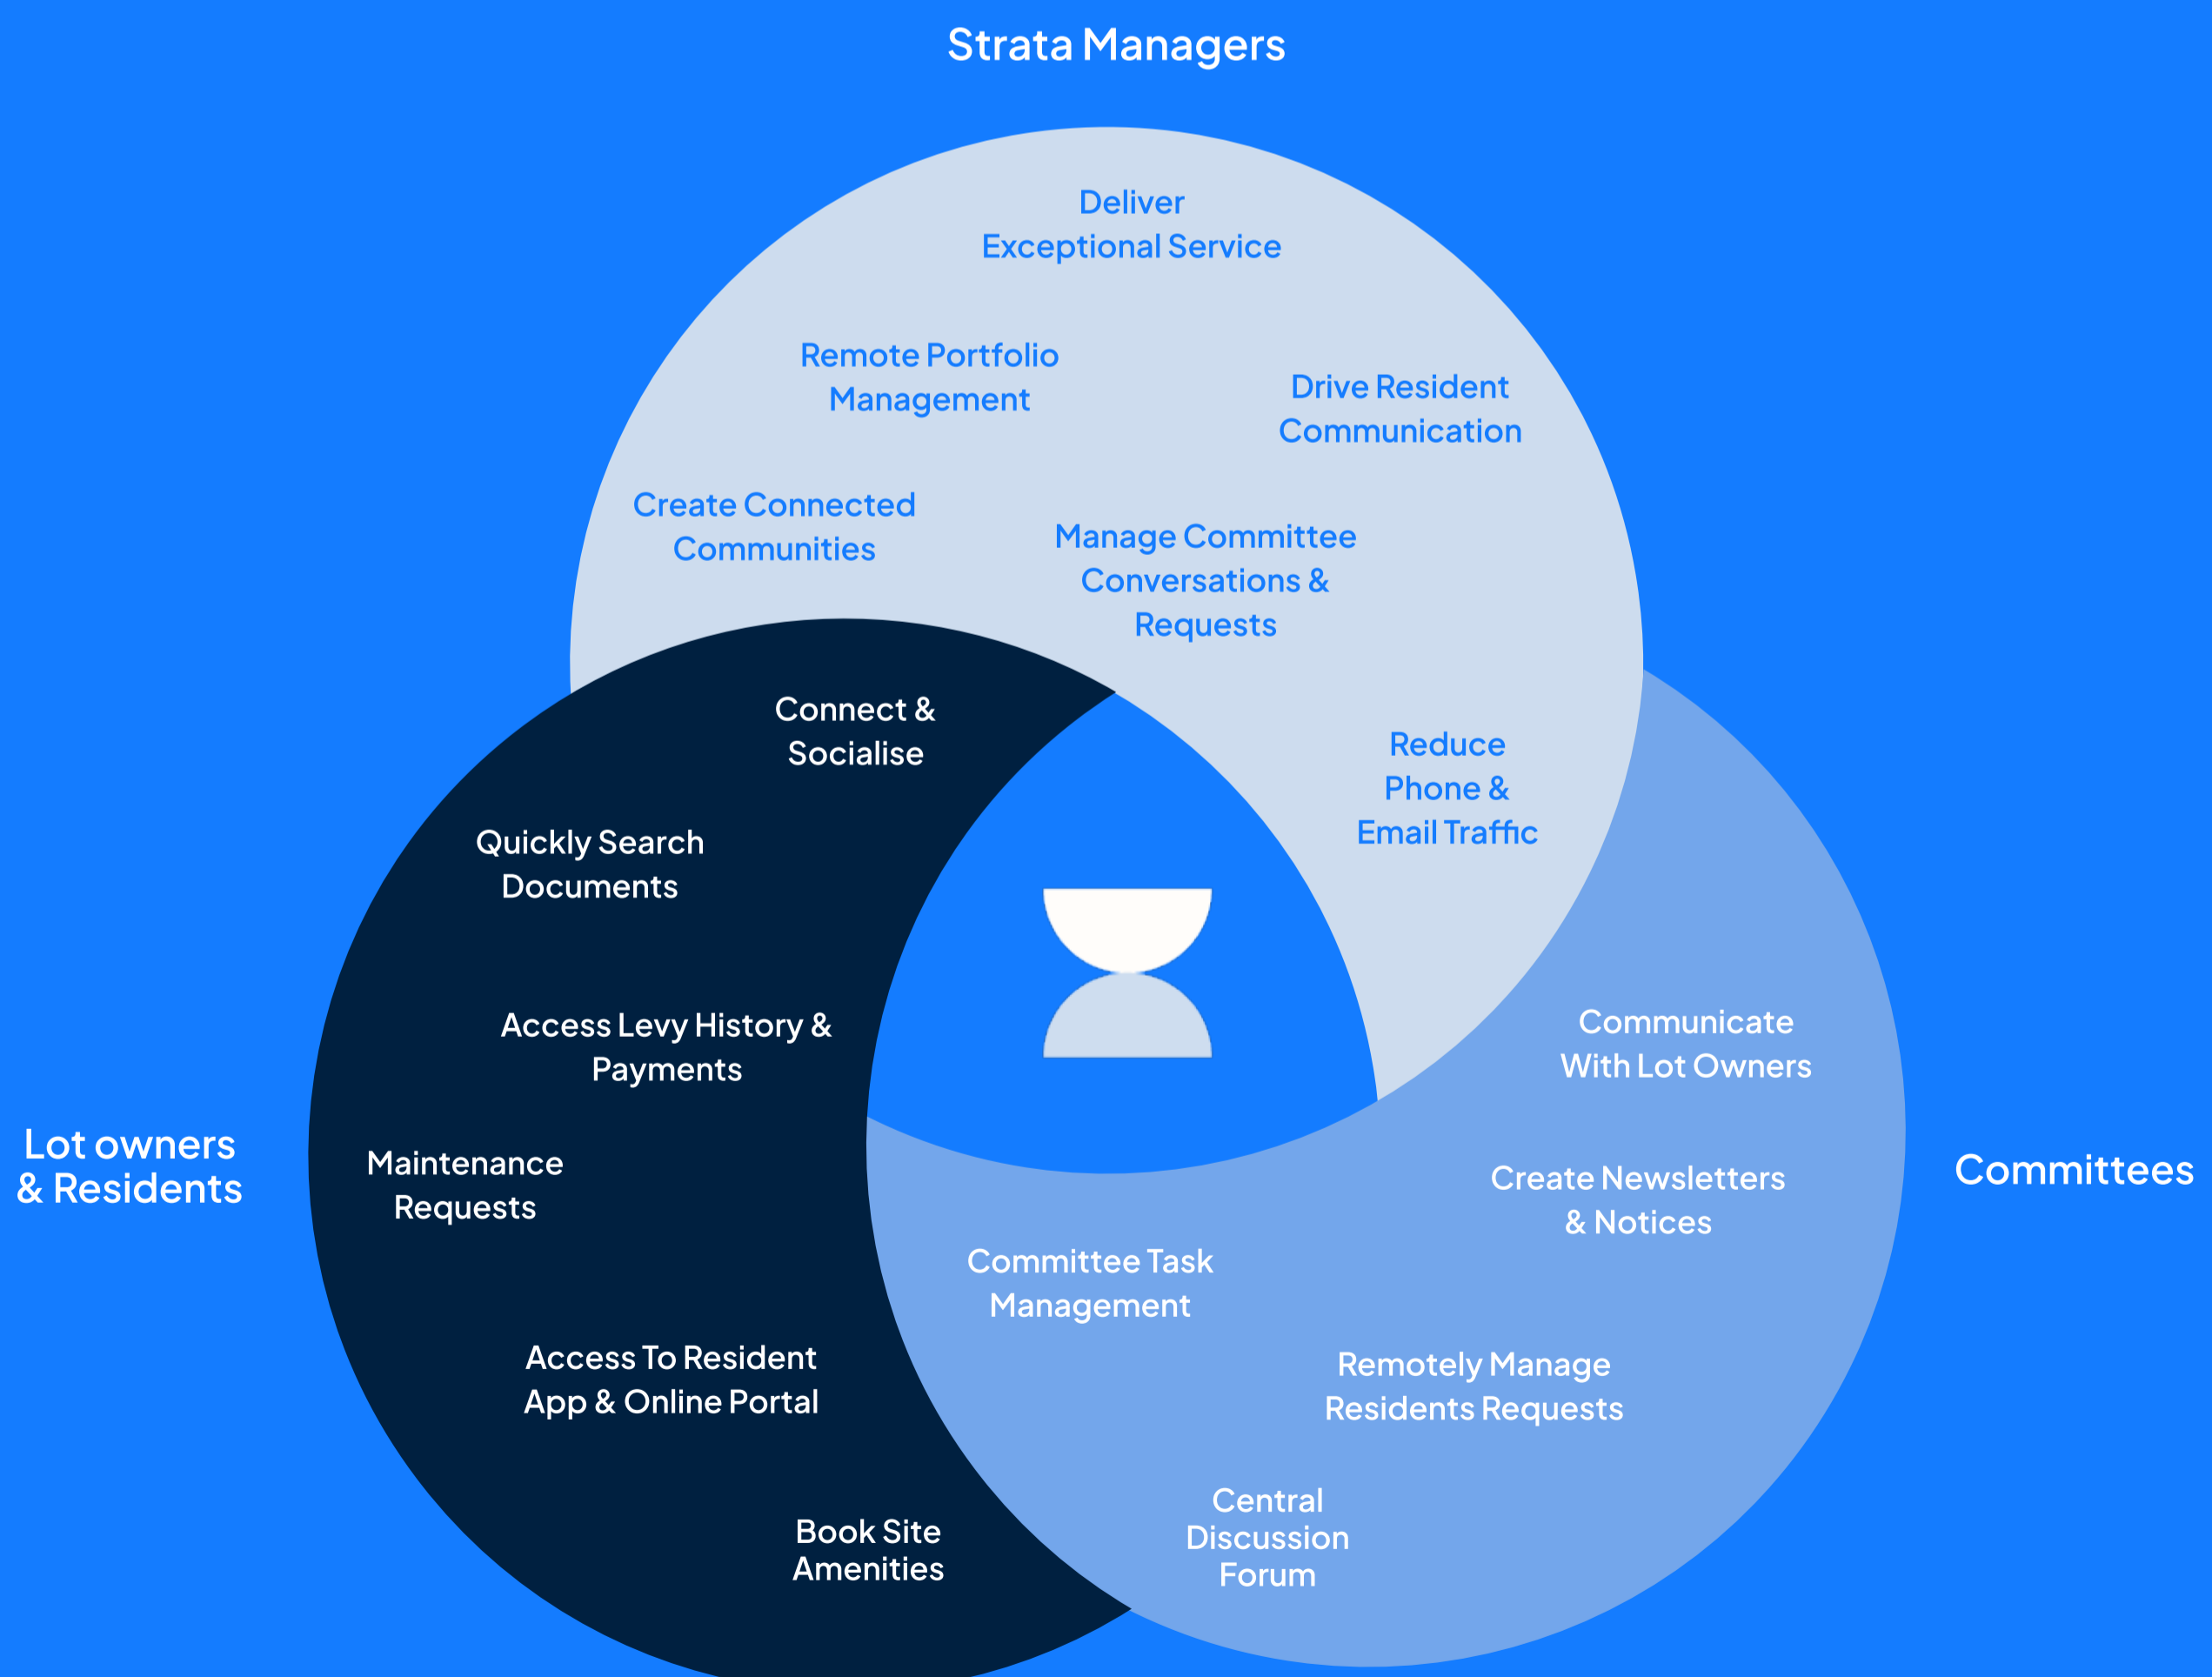 Strata Managers
Deliver
Exceptional Service
Remote Portfolio
Management
Drive Resident
Communication
Create Connected
Communities
Manage Committee
Conversations &
Requests
Reduce
Phone &
Email Traffic
Connect &
Socialise
Quickly Search
Documents
Access Levy History &
Payments
Maintenance
Requests
Access To Resident
App & Online Portal
Book Site
Amenities
Lot owners
& Residents
Communicate
With Lot Owners
Create Newsletters
& Notices
Committee Task
Management
Remotely Manage
Residents Requests
Central
Discussion
Forum
Committees